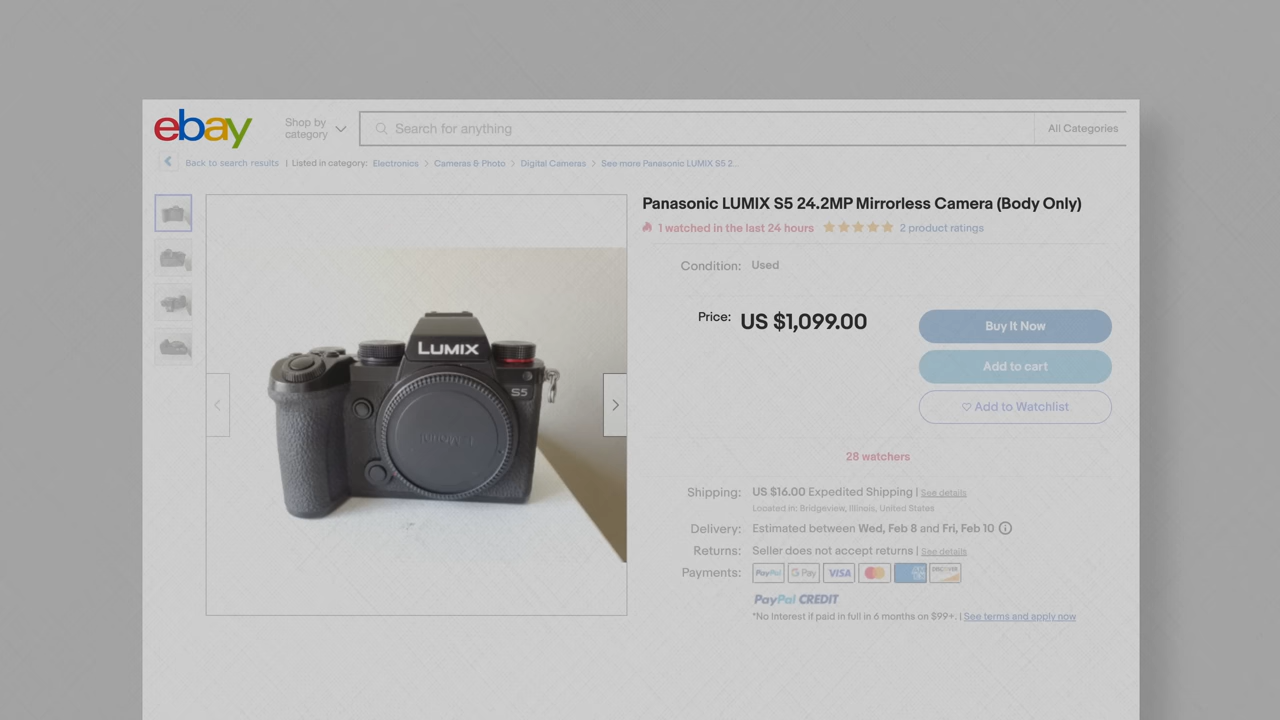 ebay
Shop by
category
Search for anything
All Categories
Back to search results | Listed in category: Electronics > Cameras & Photo > Digital Cameras > See more Panasonic LUMIX S5 2...
Panasonic LUMIX S5 24.2MP Mirrorless Camera (Body Only)
1 watched in the last 24 hours
2 product ratings
Condition: Used
Price: US $1,099.00
Buy It Now
Add to cart
Add to Watchlist
LUMIX
S5
28 watchers
Shipping: US $16.00 Expedited Shipping | See details
Located in: Bridgeview, Illinois, United States
Delivery: Estimated between Wed, Feb 8 and Fri, Feb 10
Returns: Seller does not accept returns | See details
Payments: PayPal G Pay VISA MasterCard DISCOVER
PayPal CREDIT
*No Interest if paid in full in 6 months on $99+. | See terms and apply now